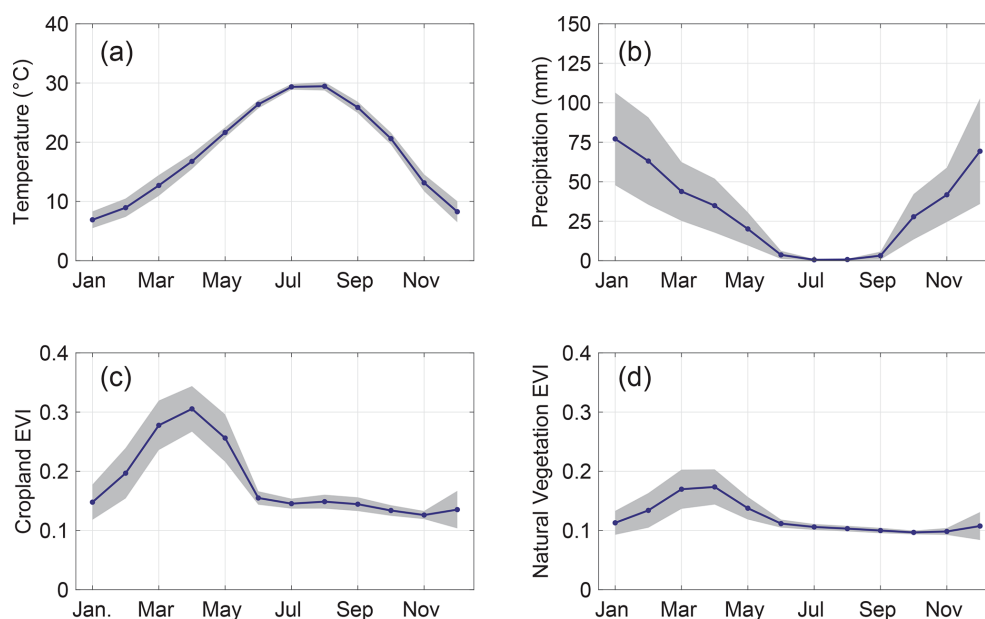 (a)
Temperature (°C)
40
30
20
10
0
Jan Mar May Jul Sep Nov
(b)
Precipitation (mm)
150
125
100
75
50
25
0
Jan Mar May Jul Sep Nov
(c)
Cropland EVI
0.4
0.3
0.2
0.1
0
Jan. Mar May Jul Sep Nov
(d)
Natural Vegetation EVI
0.4
0.3
0.2
0.1
0
Jan Mar May Jul Sep Nov